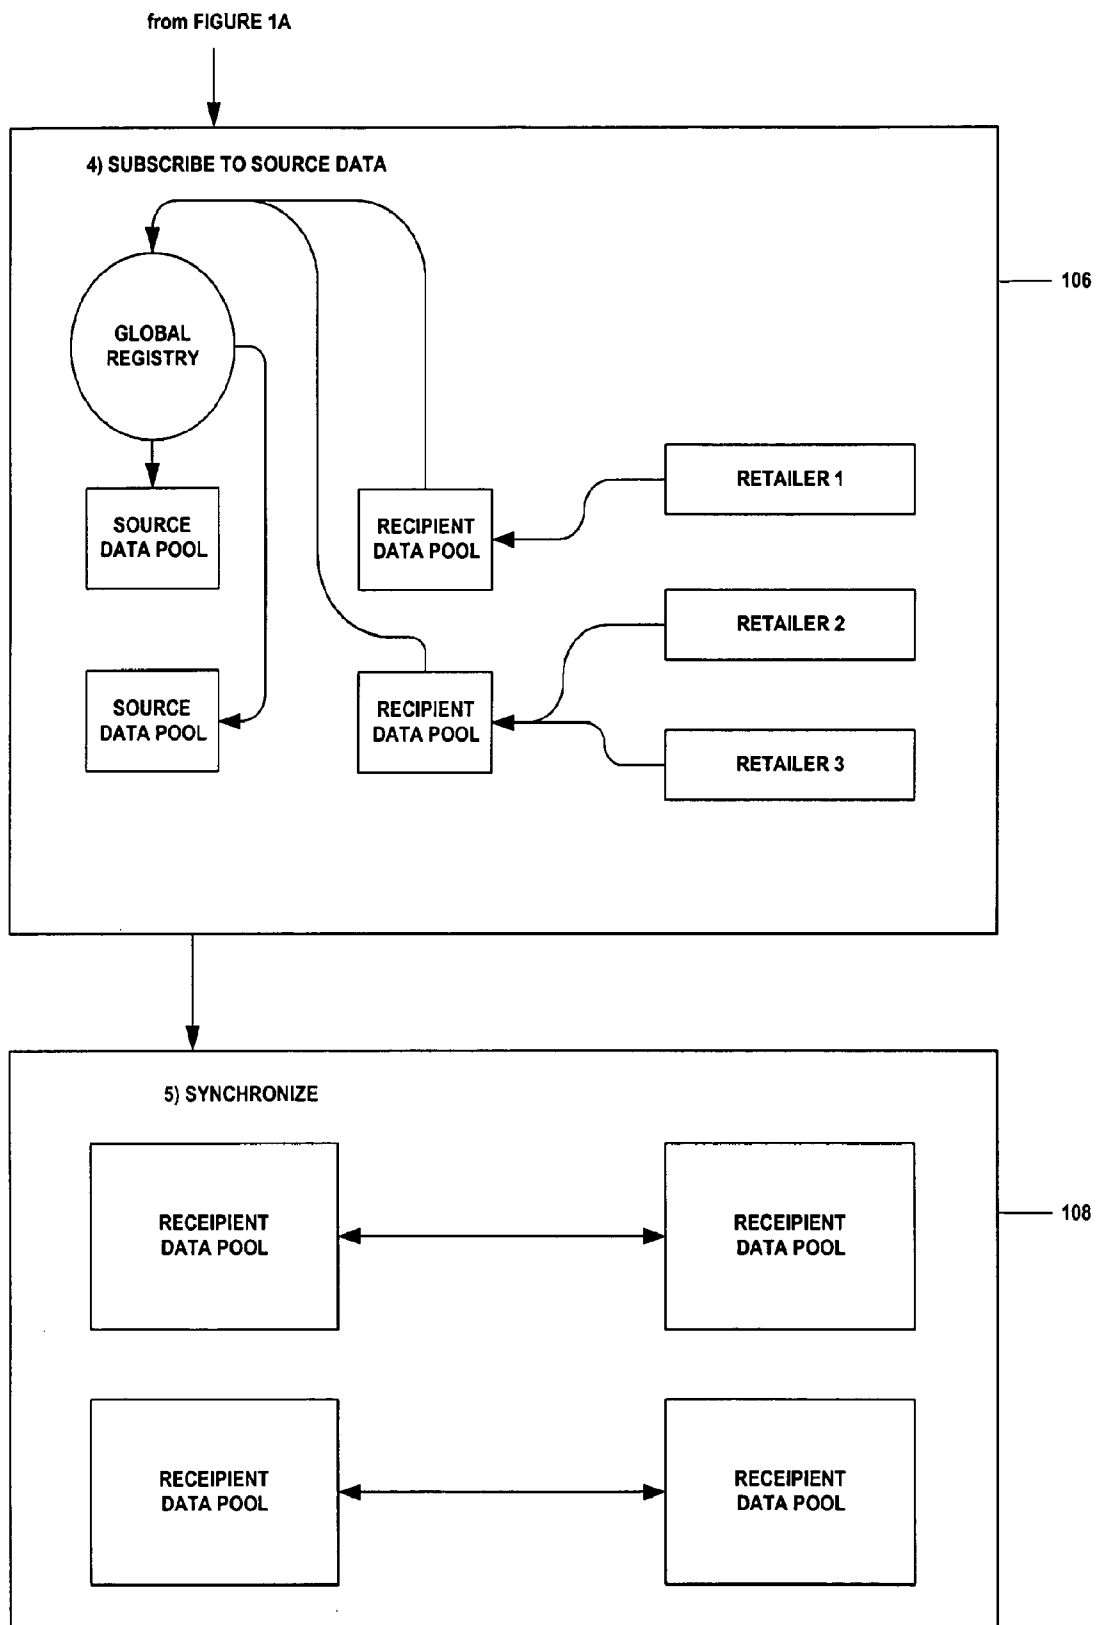 from FIGURE 1A
4) SUBSCRIBE TO SOURCE DATA
106
GLOBAL
REGISTRY
RETAILER 1
SOURCE
DATA POOL
RECIPIENT
DATA POOL
RETAILER 2
SOURCE
DATA POOL
RECIPIENT
DATA POOL
RETAILER 3
5) SYNCHRONIZE
RECEIPIENT
DATA POOL
RECEIPIENT
DATA POOL
108
RECEIPIENT
DATA POOL
RECEIPIENT
DATA POOL